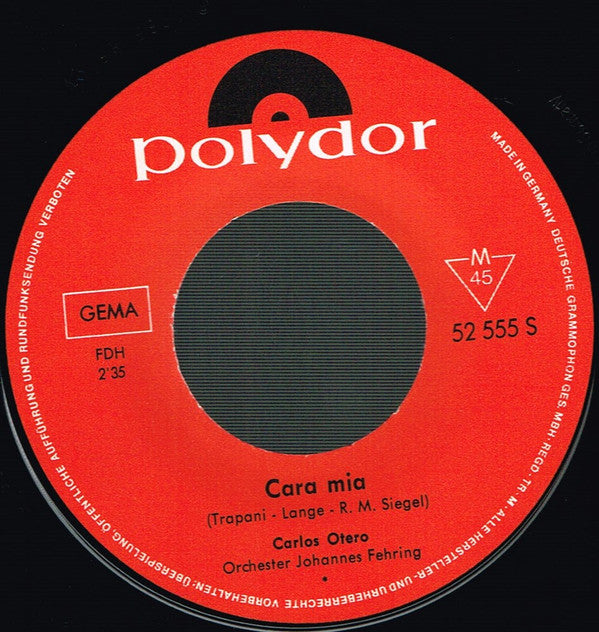 polydor
MADE IN GERMANY DEUTSCHE GRAMMOPHON GES. MBH · REGD · TR. M. ALLE HERSTELLER- UND URHEBERRECHTE VORBEHALTEN: ÜBERSPIELUNG, ÖFFENTLICHE AUFFÜHRUNG UND RUNDFUNKSENDUNG VERBOTEN
M
45
52 555 S
GEMA
FDH
2'35
Cara mia
(Trapani - Lange - R. M. Siegel)
Carlos Otero
Orchester Johannes Fehring